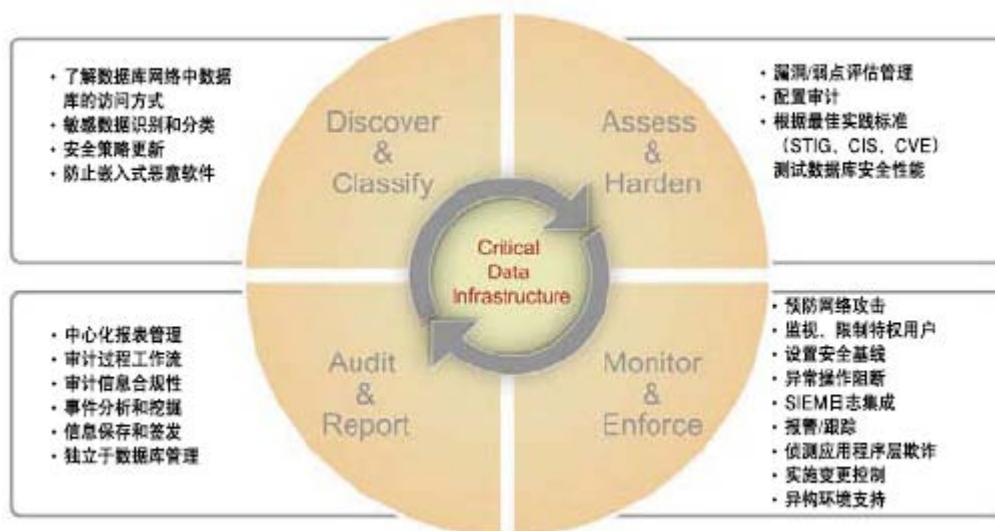 • 了解数据库网络中数据
库的访问方式
• 敏感数据识别和分类
• 安全策略更新
• 防止嵌入式恶意软件
Discover
&
Classify
Assess
&
Harden
• 漏洞/弱点评估管理
• 配置审计
• 根据最佳实践标准
（STIG、CIS、CVE）
测试数据库安全性能
Critical
Data
Infrastructure
• 中心化报表管理
• 审计过程工作流
• 审计信息合规性
• 事件分析和挖掘
• 信息保存和签发
• 独立于数据库管理
Audit
&
Report
Monitor
&
Enforce
• 预防网络攻击
• 监视、限制特权用户
• 设置安全基线
• 异常操作阻断
• SIEM日志集成
• 报警/跟踪
• 侦测应用程序层欺诈
• 实施变更控制
• 异构环境支持